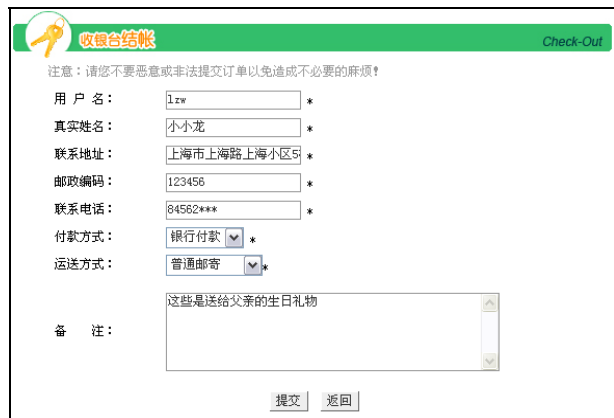 收银台结帐
Check-Out
注意：请您不要恶意或非法提交订单以免造成不必要的麻烦！
用 户 名： lzw *
真实姓名： 小小龙 *
联系地址： 上海市上海路上海小区5 *
邮政编码： 123456 *
联系电话： 84562*** *
付款方式： 银行付款 *
运送方式： 普通邮寄 *
备 注： 这些是送给父亲的生日礼物
提交 返回